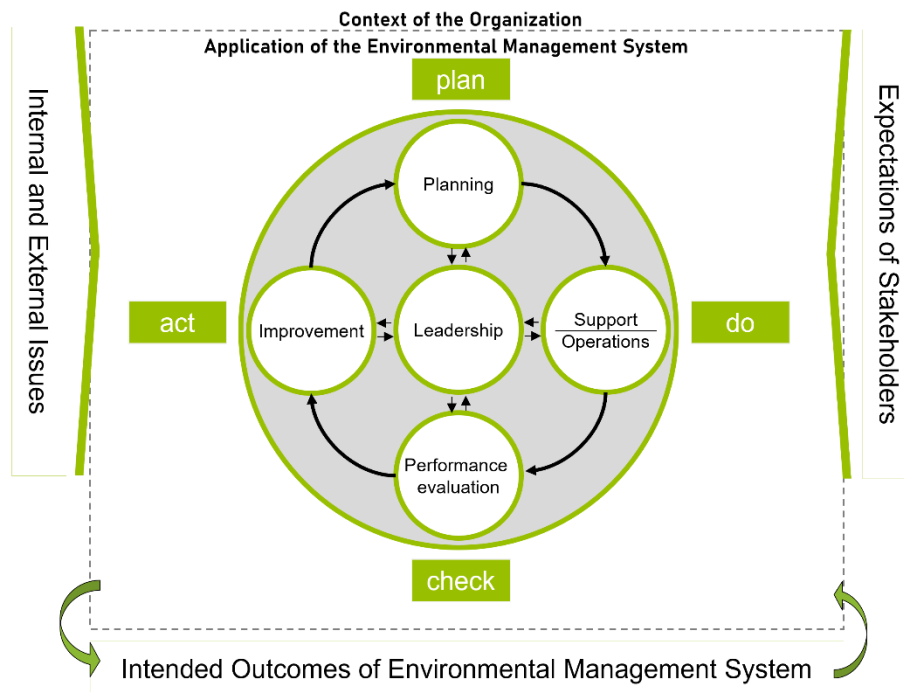 Context of the Organization
Application of the Environmental Management System
plan
Internal and External Issues
Expectations of Stakeholders
Planning
act
Improvement
Leadership
Support
Operations
do
Performance
evaluation
check
Intended Outcomes of Environmental Management System